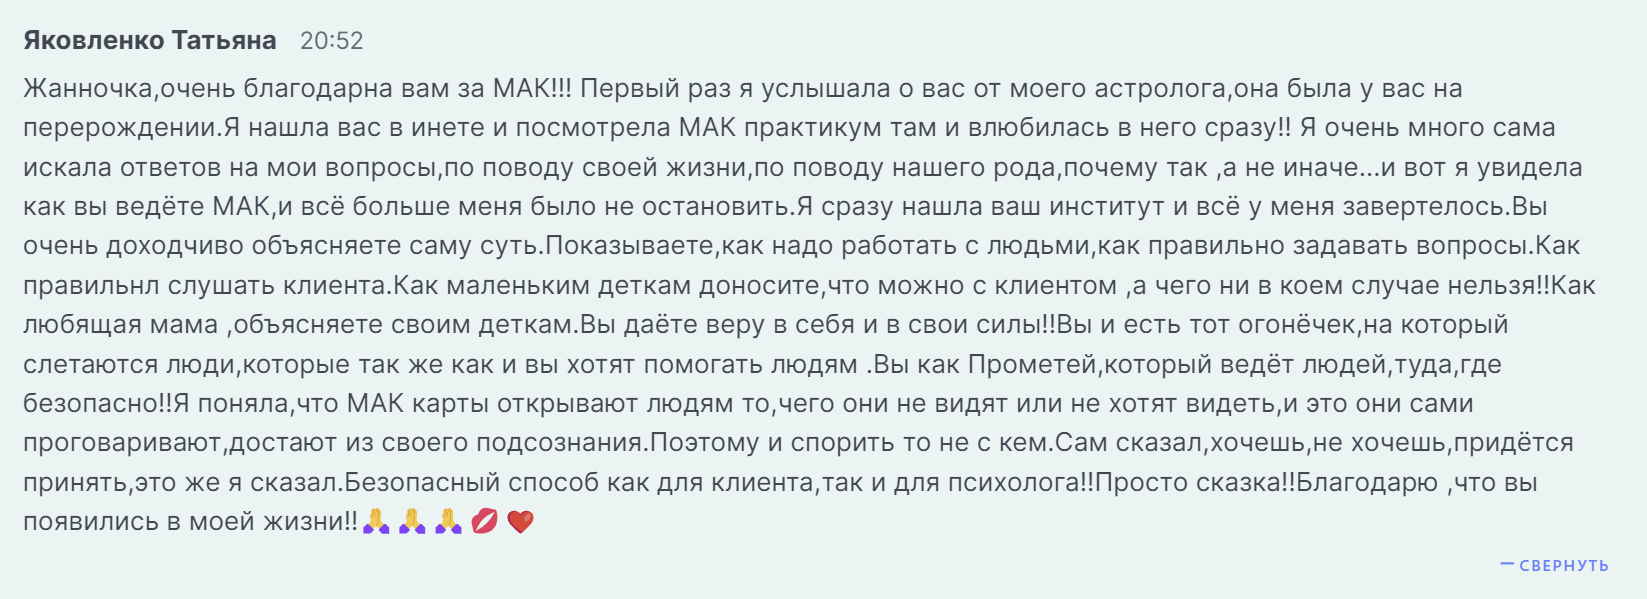 Яковленко Татьяна 20:52
Жанночка,очень благодарна вам за МАК!!! Первый раз я услышала о вас от моего астролога,она была у вас на
перерождении.Я нашла вас в инете и посмотрела МАК практикум там и влюбилась в него сразу!! Я очень много сама
искала ответов на мои вопросы,по поводу своей жизни,по поводу нашего рода,почему так ,а не иначе...и вот я увидела
как вы ведёте МАК,и всё больше меня было не остановить.Я сразу нашла ваш институт и всё у меня завертелось.Вы
очень доходчиво объясняете саму суть.Показываете,как надо работать с людьми,как правильно задавать вопросы.Как
правильнл слушать клиента.Как маленьким деткам доносите,что можно с клиентом ,а чего ни в коем случае нельзя!!Как
любящая мама ,объясняете своим деткам.Вы даёте веру в себя и в свои силы!!Вы и есть тот огонёчек,на который
слетаются люди,которые так же как и вы хотят помогать людям .Вы как Прометей,который ведёт людей,туда,где
безопасно!!Я поняла,что МАК карты открывают людям то,чего они не видят или не хотят видеть,и это они сами
проговаривают,достают из своего подсознания.Поэтому и спорить то не с кем.Сам сказал,хочешь,не хочешь,придётся
принять,это же я сказал.Безопасный способ как для клиента,так и для психолога!!Просто сказка!!Благодарю ,что вы
появились в моей жизни!!🙏🙏🙏💋❤️
— СВЕРНУТЬ